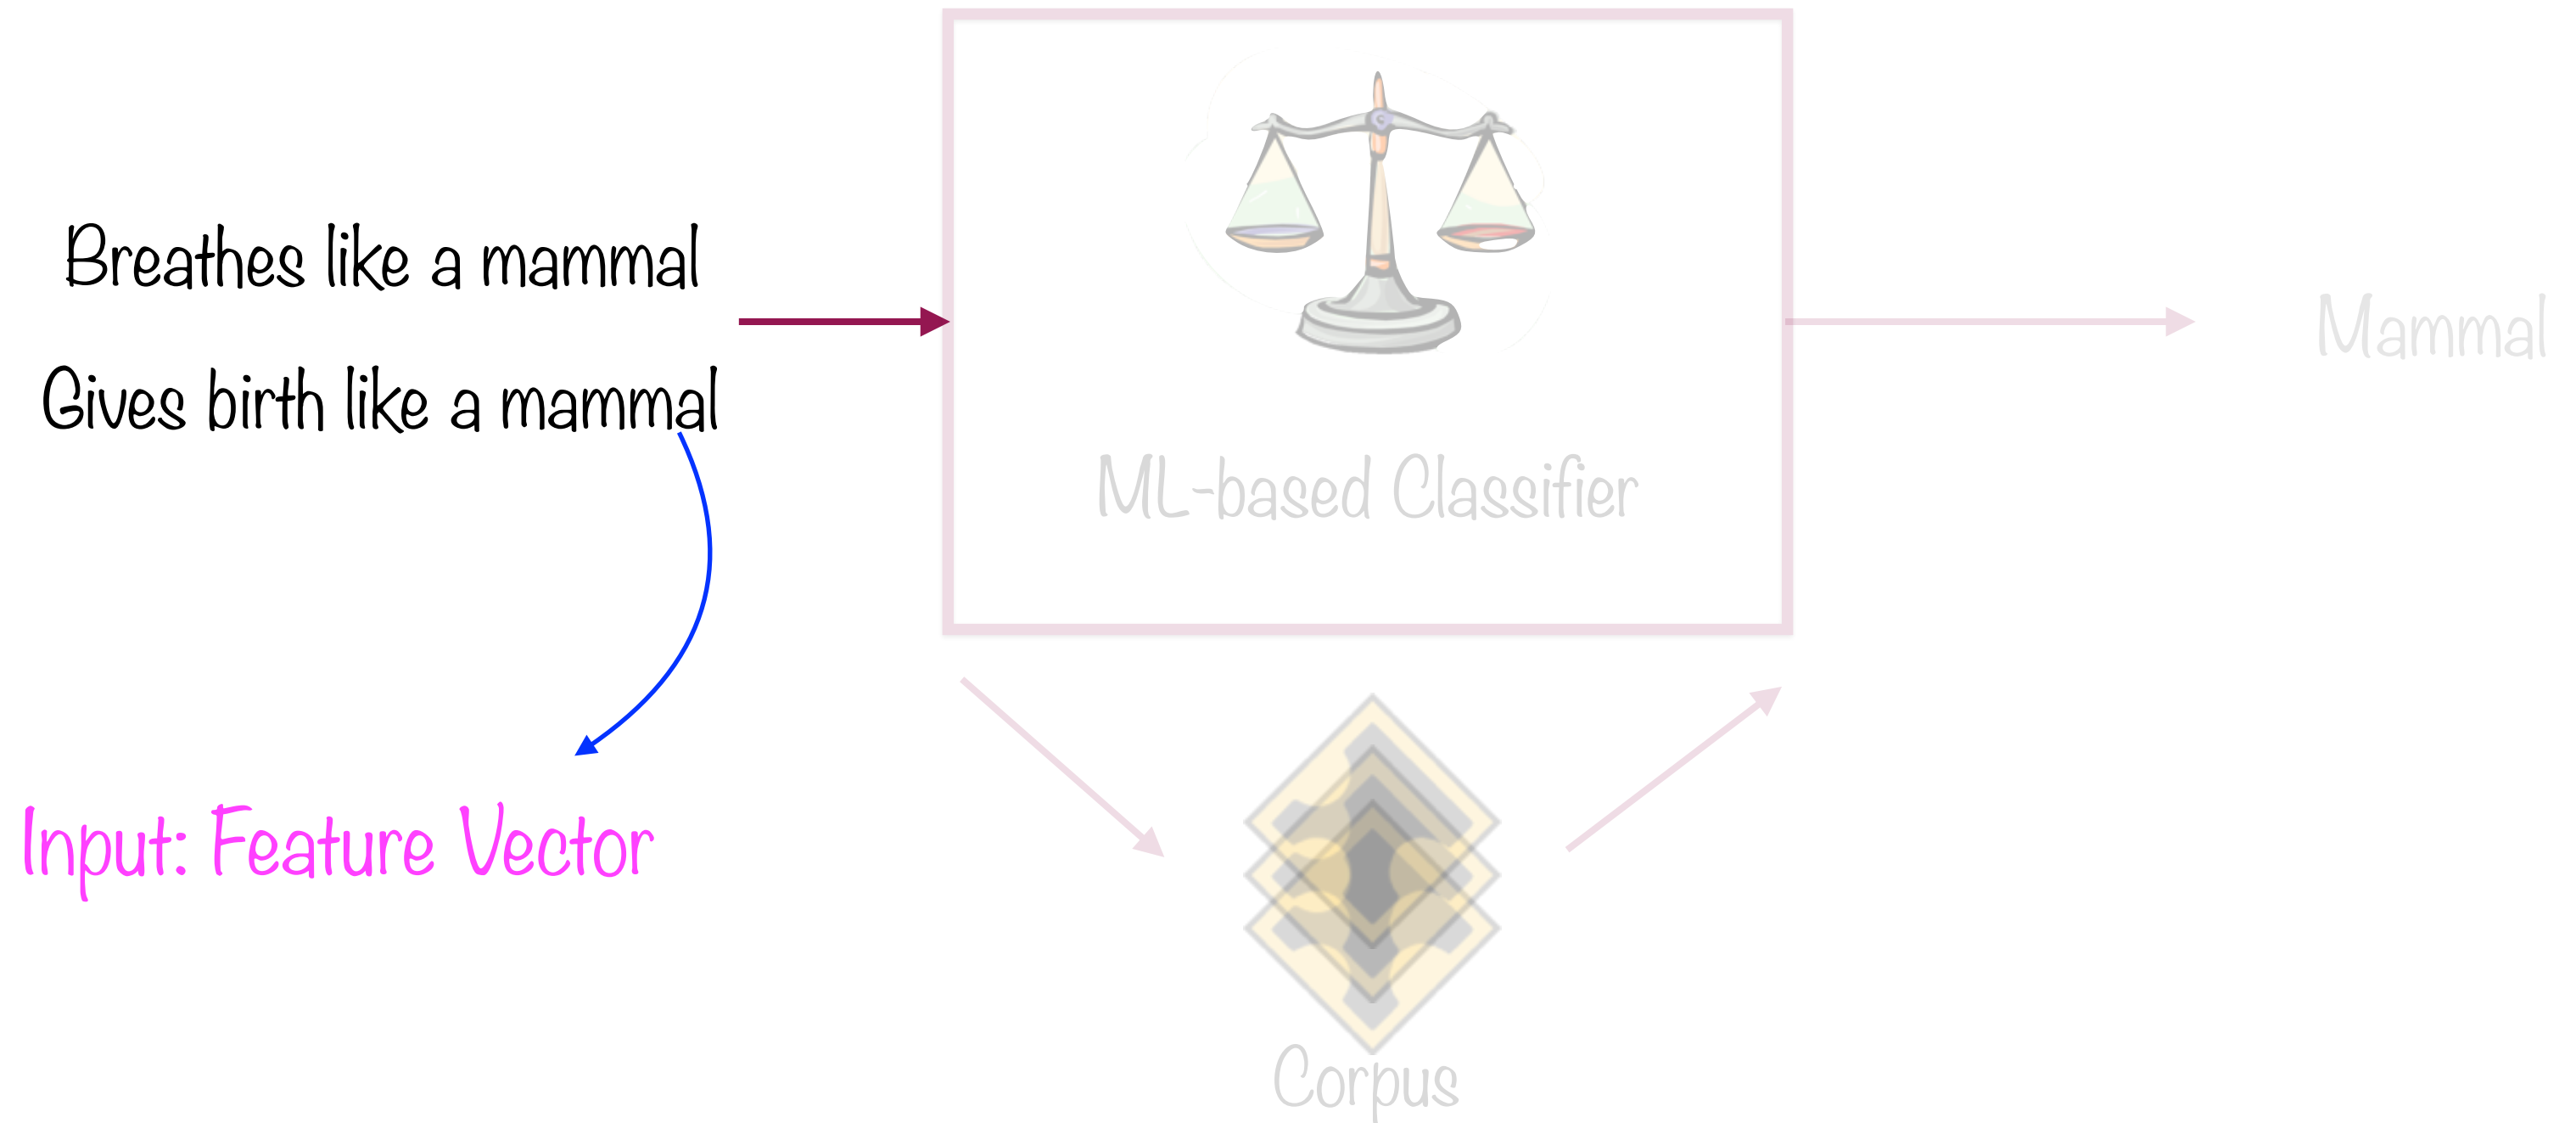 Breathes like a mammal
Gives birth like a mammal
ML-based Classifier
Mammal
Input: Feature Vector
Corpus